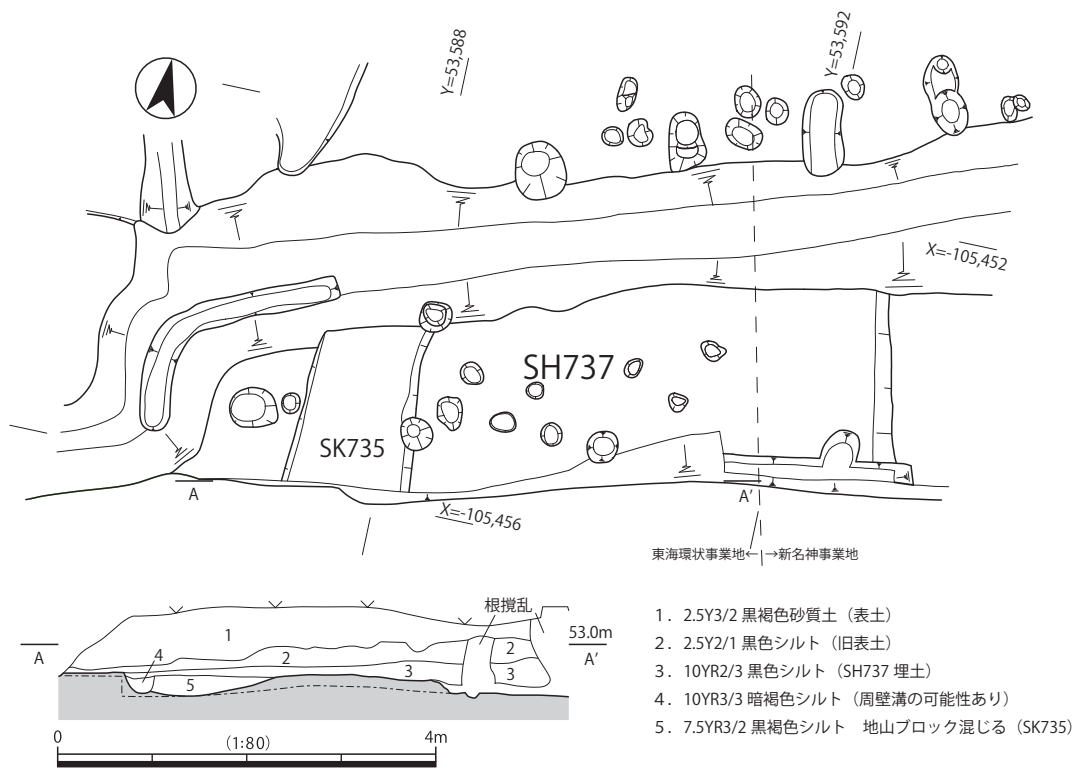 Y=53,588
Y=53,592
X=-105,452
SH737
SK735
A
A'
X=-105,456
東海環状事業地←
→新名神事業地
根撹乱
53.0m
A
A'
1
2
3
4
5
2
3
1．2.5Y3/2 黒褐色砂質土（表土）
2．2.5Y2/1 黒色シルト（旧表土）
3．10YR2/3 黒色シルト（SH737 埋土）
4．10YR3/3 暗褐色シルト（周壁溝の可能性あり）
5．7.5YR3/2 黒褐色シルト　地山ブロック混じる（SK735）
0
(1:80)
4m